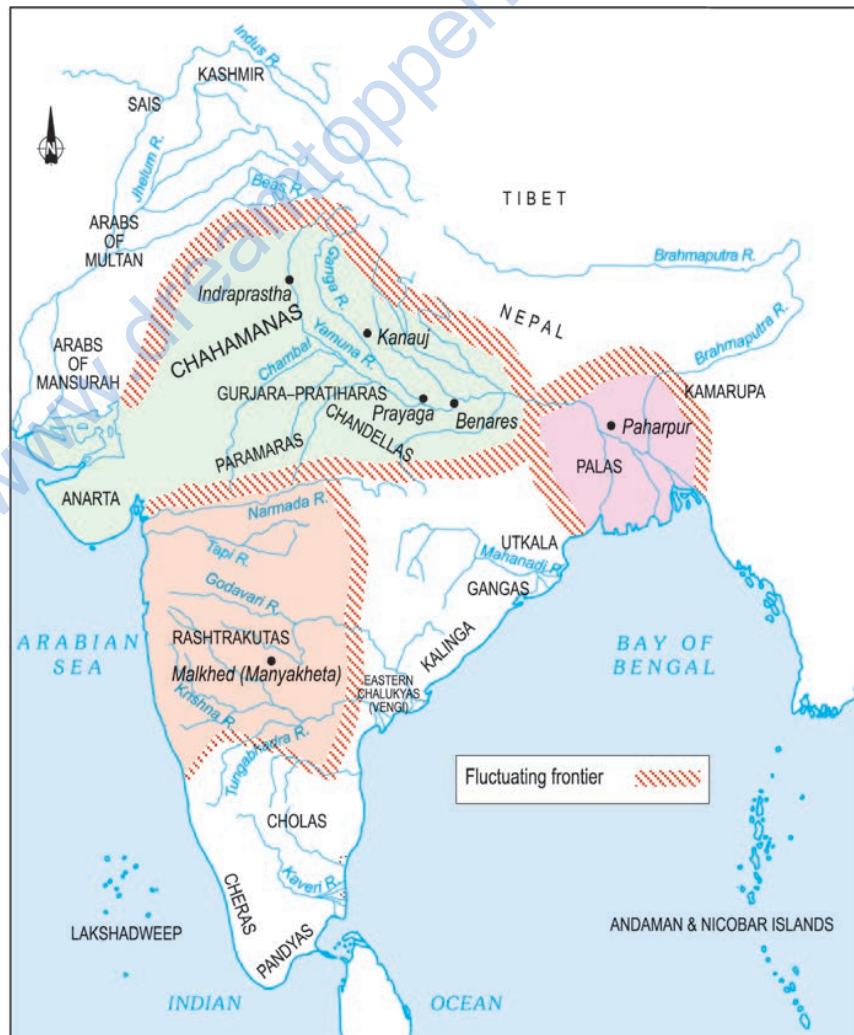 Indus R.
KASHMIR
SAIS
N
Jhelum R.
Beas R.
TIBET
ARABS
OF
MULTAN
Brahmaputra R.
Ganga R.
Indraprastha
NEPAL
CHAHAMANAS
Kanauj
Yamuna R.
Brahmaputra R.
ARABS
OF
MANSURAH
Chambal
GURJARA–PRATIHARAS
KAMARUPA
Prayaga
Benares
CHANDELLAS
Paharpur
PARAMARAS
PALAS
ANARTA
Narmada R.
UTKALA
Tapi R.
Mahanadi R.
GANGAS
Godavari R.
RASHTRAKUTAS
KALINGA
ARABIAN
SEA
BAY OF
BENGAL
Malkhed (Manyakheta)
EASTERN
CHALUKYAS
(VENGI)
Krishna R.
Tungabhadra R.
Fluctuating frontier
CHOLAS
Kaveri R.
CHERAS
LAKSHADWEEP
PANDYAS
ANDAMAN & NICOBAR ISLANDS
INDIAN OCEAN